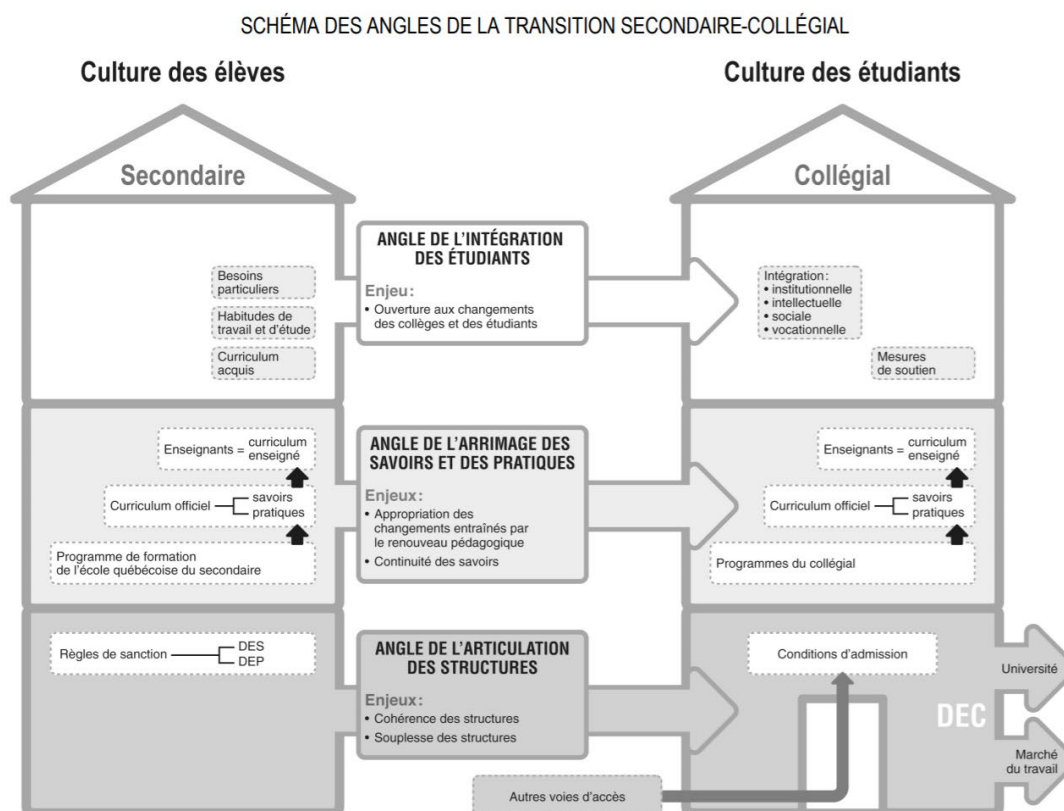 SCHÉMA DES ANGLES DE LA TRANSITION SECONDAIRE-COLLÉGIAL
Culture des élèves
Culture des étudiants
Secondaire
Collégial
ANGLE DE L'INTÉGRATION
DES ÉTUDIANTS
Enjeu :
• Ouverture aux changements
des collèges et des étudiants
Besoins
particuliers
Habitudes de
travail et d'étude
Curriculum
acquis
Intégration :
• institutionnelle
• intellectuelle
• sociale
• vocationnelle
Mesures
de soutien
Enseignants = curriculum
enseigné
Curriculum officiel
savoirs
pratiques
Programme de formation
de l'école québécoise du secondaire
ANGLE DE L'ARRIMAGE DES
SAVOIRS ET DES PRATIQUES
Enjeux :
• Appropriation des
changements entraînés par
le renouveau pédagogique
• Continuité des savoirs
Enseignants = curriculum
enseigné
Curriculum officiel
savoirs
pratiques
Programmes du collégial
Règles de sanction
DES
DEP
ANGLE DE L'ARTICULATION
DES STRUCTURES
Enjeux :
• Cohérence des structures
• Souplesse des structures
Conditions d'admission
Université
DEC
Marché
du travail
Autres voies d'accès